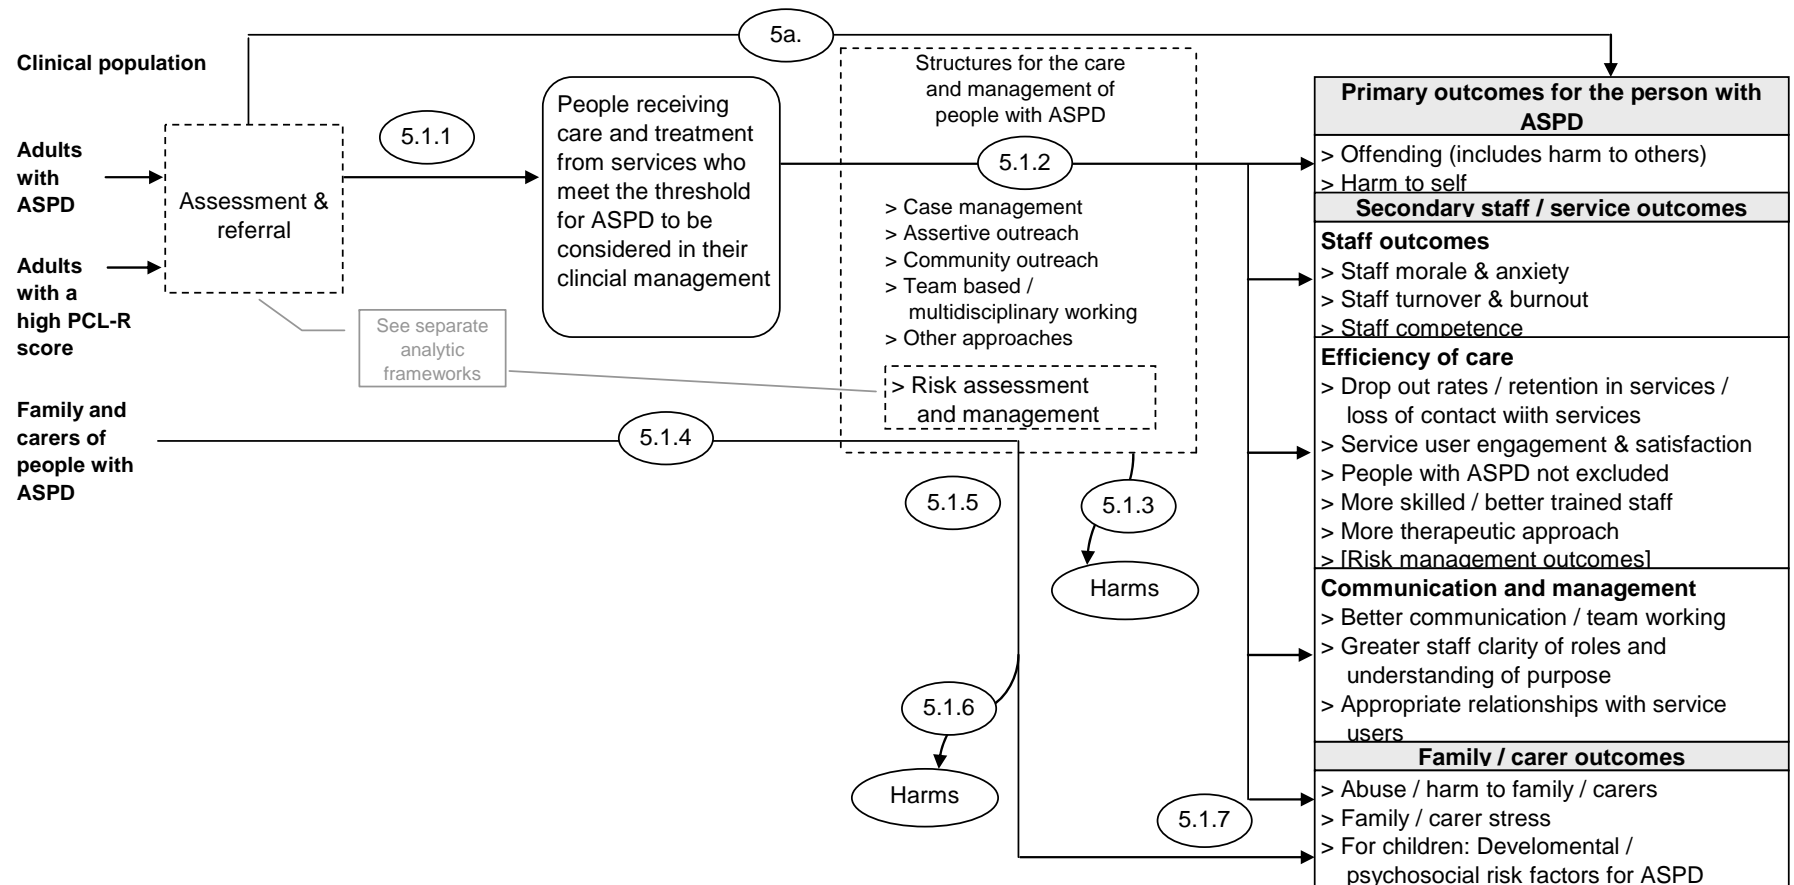 5a.
Clinical population
Adults
with
ASPD
Adults
with a
high PCL-R
score
Family and
carers of
people with
ASPD
Assessment &
referral
5.1.1
See separate
analytic
frameworks
People receiving
care and treatment
from services who
meet the threshold
for ASPD to be
considered in their
clincial management
Structures for the care
and management of
people with ASPD
5.1.2
> Case management
> Assertive outreach
> Community outreach
> Team based /
multidisciplinary working
> Other approaches
> Risk assessment
and management
5.1.4
5.1.5
5.1.3
Harms
5.1.6
Harms
5.1.7
Primary outcomes for the person with
ASPD
> Offending (includes harm to others)
> Harm to self
Secondary staff / service outcomes
Staff outcomes
> Staff morale & anxiety
> Staff turnover & burnout
> Staff competence
Efficiency of care
> Drop out rates / retention in services /
loss of contact wiith services
> Service user engagement & satisfaction
> People with ASPD not excluded
> More skilled / better trained staff
> More therapeutic approach
> [Risk management outcomes]
Communication and management
> Better communication / team working
> Greater staff clarity of roles and
understanding of purpose
> Appropriate relationships with service
users
Family / carer outcomes
> Abuse / harm to family / carers
> Family / carer stress
> For children: Develomental /
psychosocial risk factors for ASPD